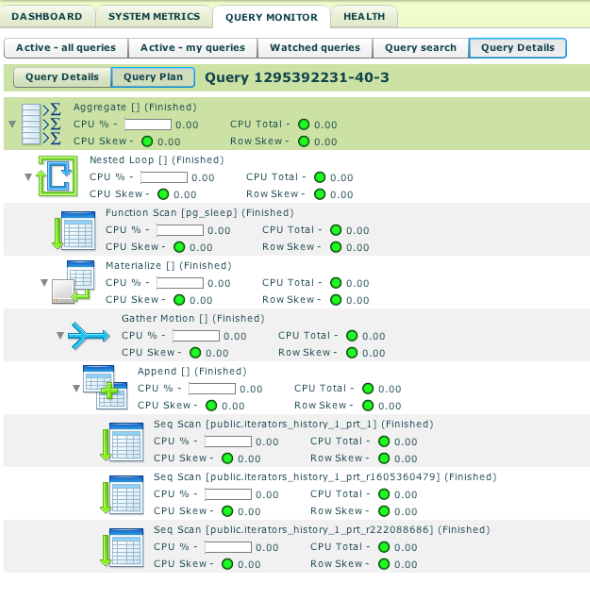 DASHBOARD SYSTEM METRICS QUERY MONITOR HEALTH
Active - all queries Active - my queries Watched queries Query search Query Details
Query Details Query Plan Query 1295392231-40-3
Aggregate [] (Finished)
CPU % - 0.00 CPU Total - 0.00
CPU Skew - 0.00 Row Skew - 0.00
Nested Loop [] (Finished)
CPU % - 0.00 CPU Total - 0.00
CPU Skew - 0.00 Row Skew - 0.00
Function Scan [pg_sleep] (Finished)
CPU % - 0.00 CPU Total - 0.00
CPU Skew - 0.00 Row Skew - 0.00
Materialize [] (Finished)
CPU % - 0.00 CPU Total - 0.00
CPU Skew - 0.00 Row Skew - 0.00
Gather Motion [] (Finished)
CPU % - 0.00 CPU Total - 0.00
CPU Skew - 0.00 Row Skew - 0.00
Append [] (Finished)
CPU % - 0.00 CPU Total - 0.00
CPU Skew - 0.00 Row Skew - 0.00
Seq Scan [public.iterators_history_1_prt_1] (Finished)
CPU % - 0.00 CPU Total - 0.00
CPU Skew - 0.00 Row Skew - 0.00
Seq Scan [public.iterators_history_1_prt_r1605360479] (Finished)
CPU % - 0.00 CPU Total - 0.00
CPU Skew - 0.00 Row Skew - 0.00
Seq Scan [public.iterators_history_1_prt_r222088686] (Finished)
CPU % - 0.00 CPU Total - 0.00
CPU Skew - 0.00 Row Skew - 0.00